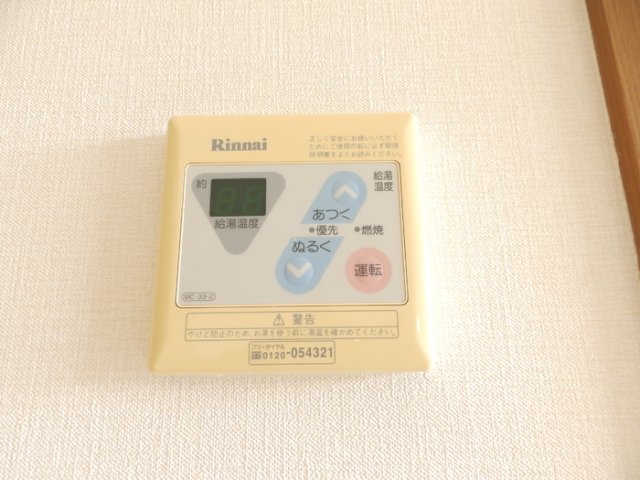 Rinnai
正しく安全にお使いいただく
ためにご使用の前に必ず取扱
説明書をよくお読みください。
約
給湯温度
給湯
温度
あつく
優先
燃焼
ぬるく
運転
MC-33-2
警告
やけど防止のため、お湯を使う前に湯温を確かめてください。
フリーダイヤル
0120-054321